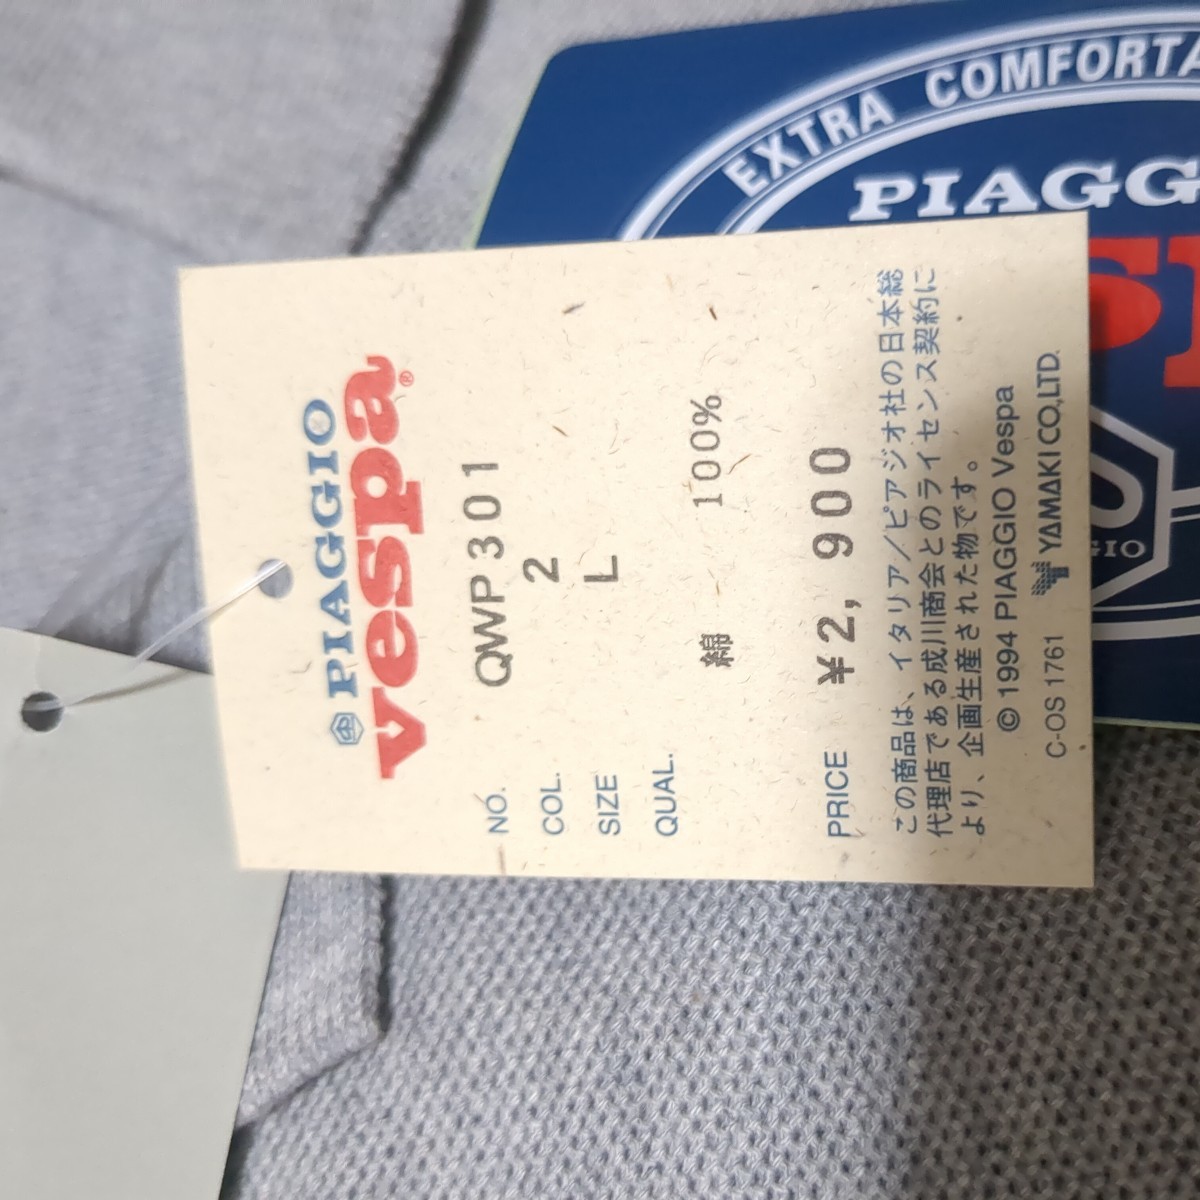 EXTRA COMFORTA
PIAGG
PIAGGIO
vespa®
NO. QWP301
COL. 2
SIZE L
QUAL.
綿 100%
PRICE ¥2,900
この商品は、イタリア／ピアジオ社の日本総
代理店である成川商会とのライセンス契約に
より、企画生産された物です。
© 1994 PIAGGIO Vespa
C-OS 1761 YAMAKI CO,LTD.
GIO